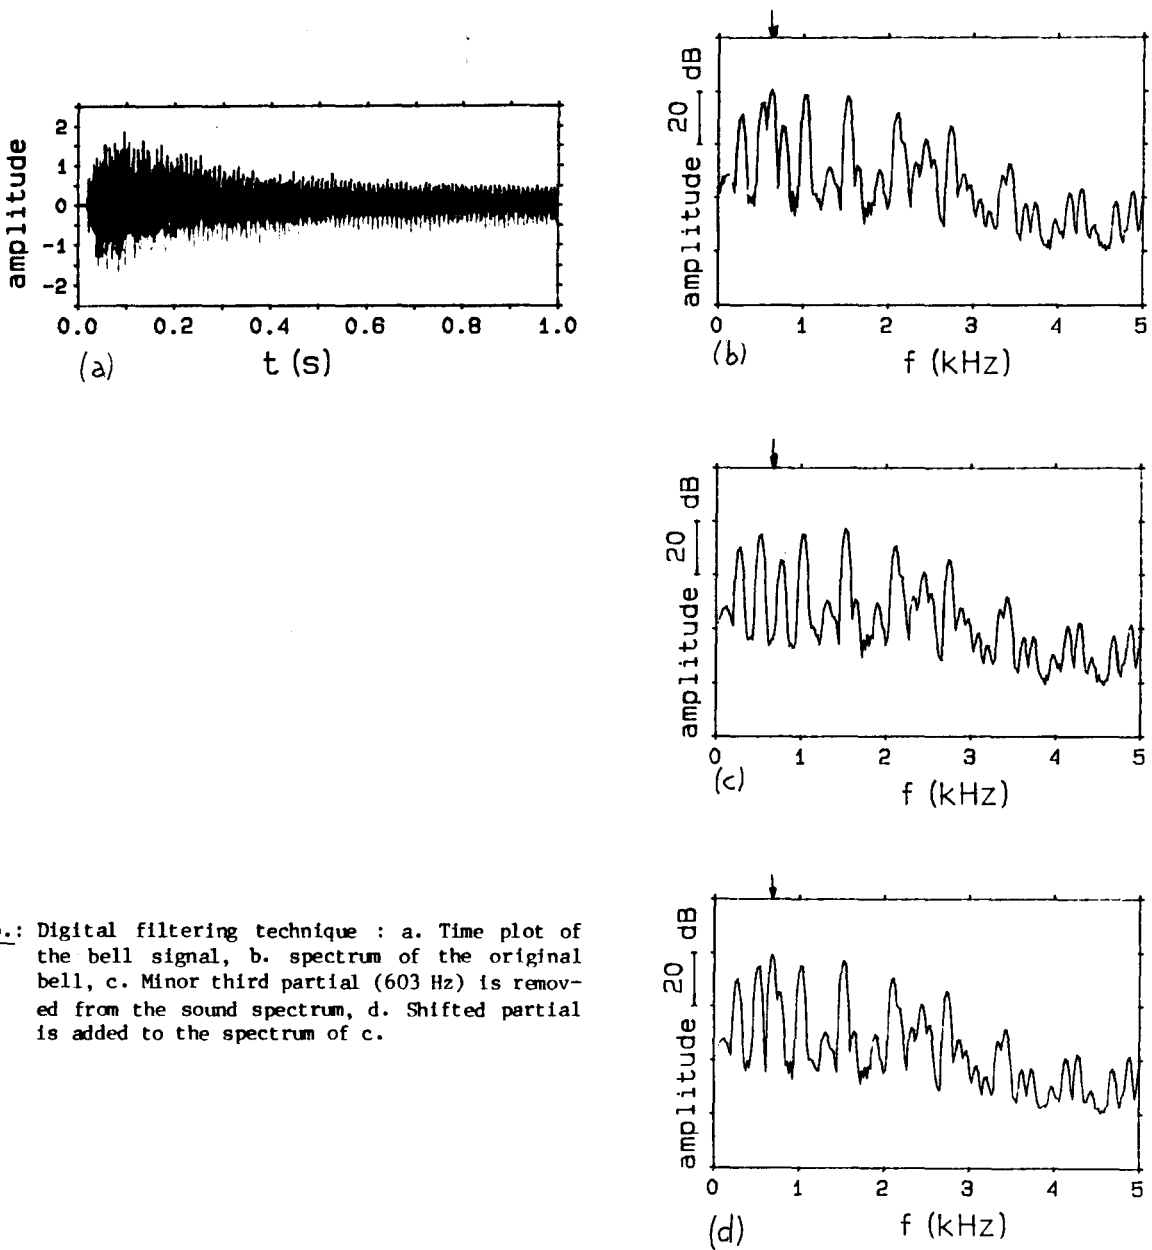 amplitude
2
1
0
-1
-2
0.0 0.2 0.4 0.6 0.8 1.0
(a) t (s)
amplitude 20 dB
0 1 2 3 4 5
(b) f (kHz)
amplitude 20 dB
0 1 2 3 4 5
(c) f (kHz)
.: Digital filtering technique : a. Time plot of
the bell signal, b. spectrum of the original
bell, c. Minor third partial (603 Hz) is remov-
ed from the sound spectrum, d. Shifted partial
is added to the spectrum of c.
amplitude 20 dB
0 1 2 3 4 5
(d) f (kHz)